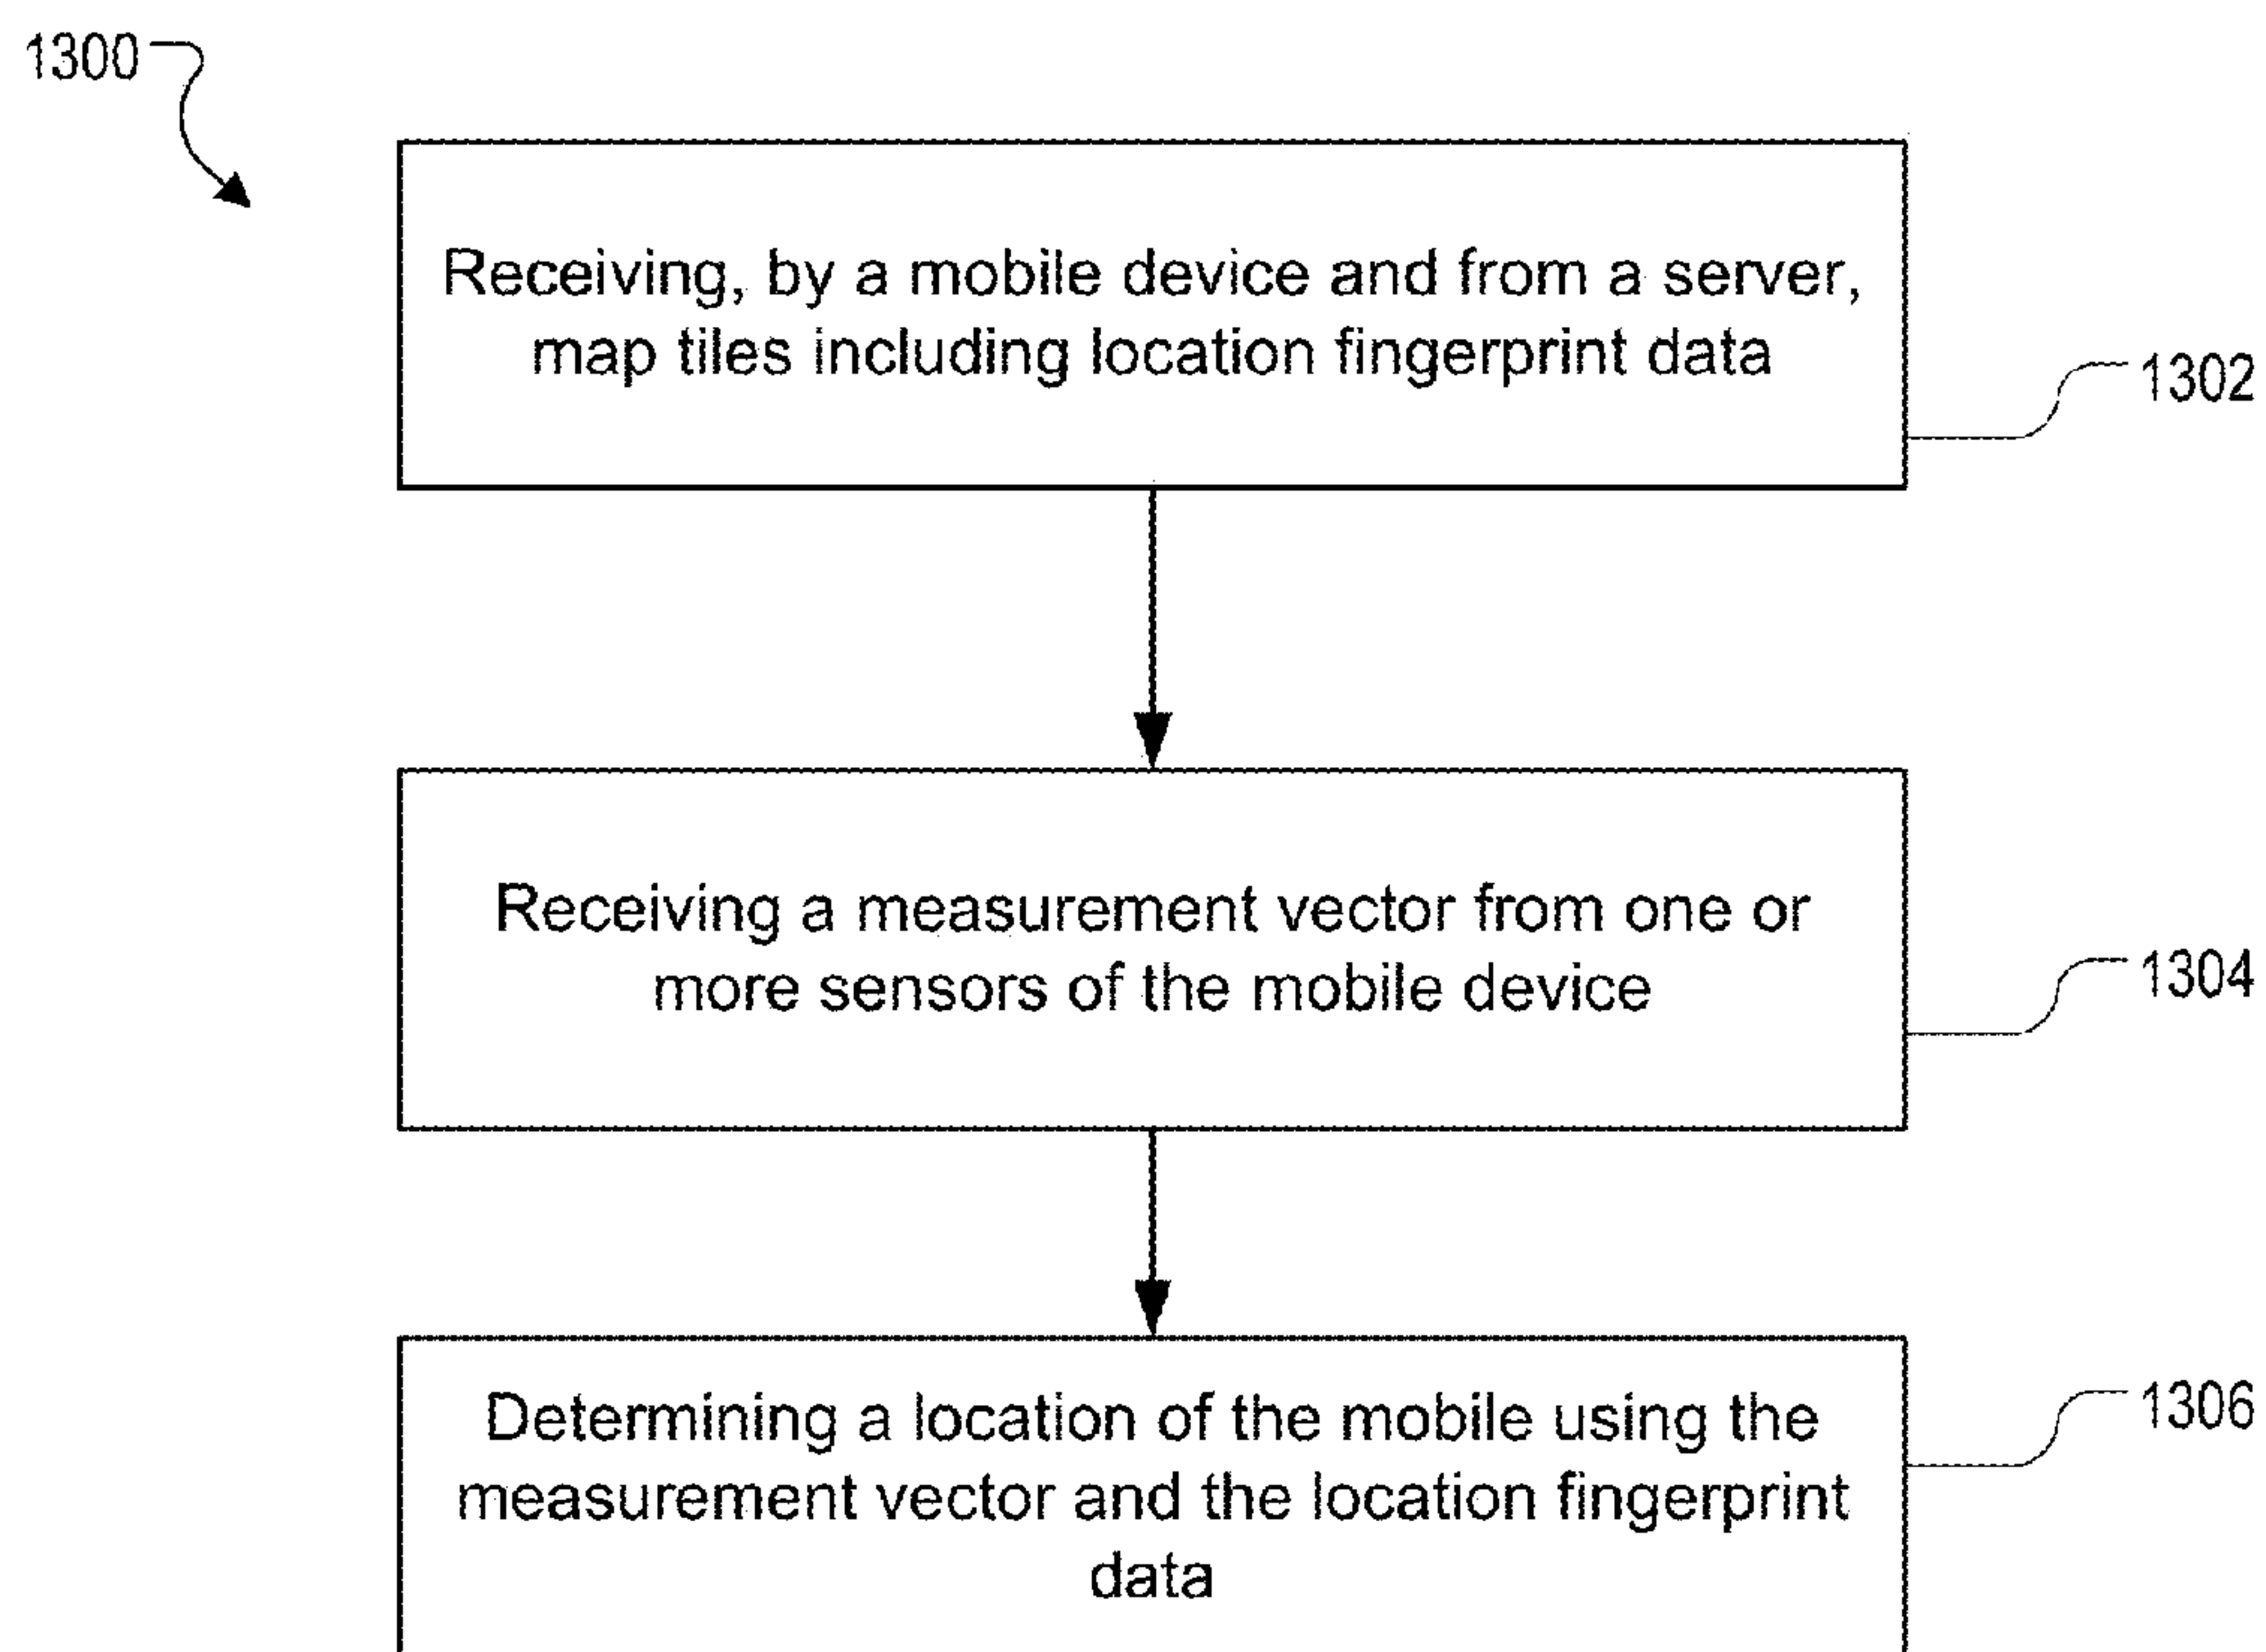 1300
Receiving, by a mobile device and from a server,
map tiles including location fingerprint data
1302
Receiving a measurement vector from one or
more sensors of the mobile device
1304
Determining a location of the mobile using the
measurement vector and the location fingerprint
data
1306